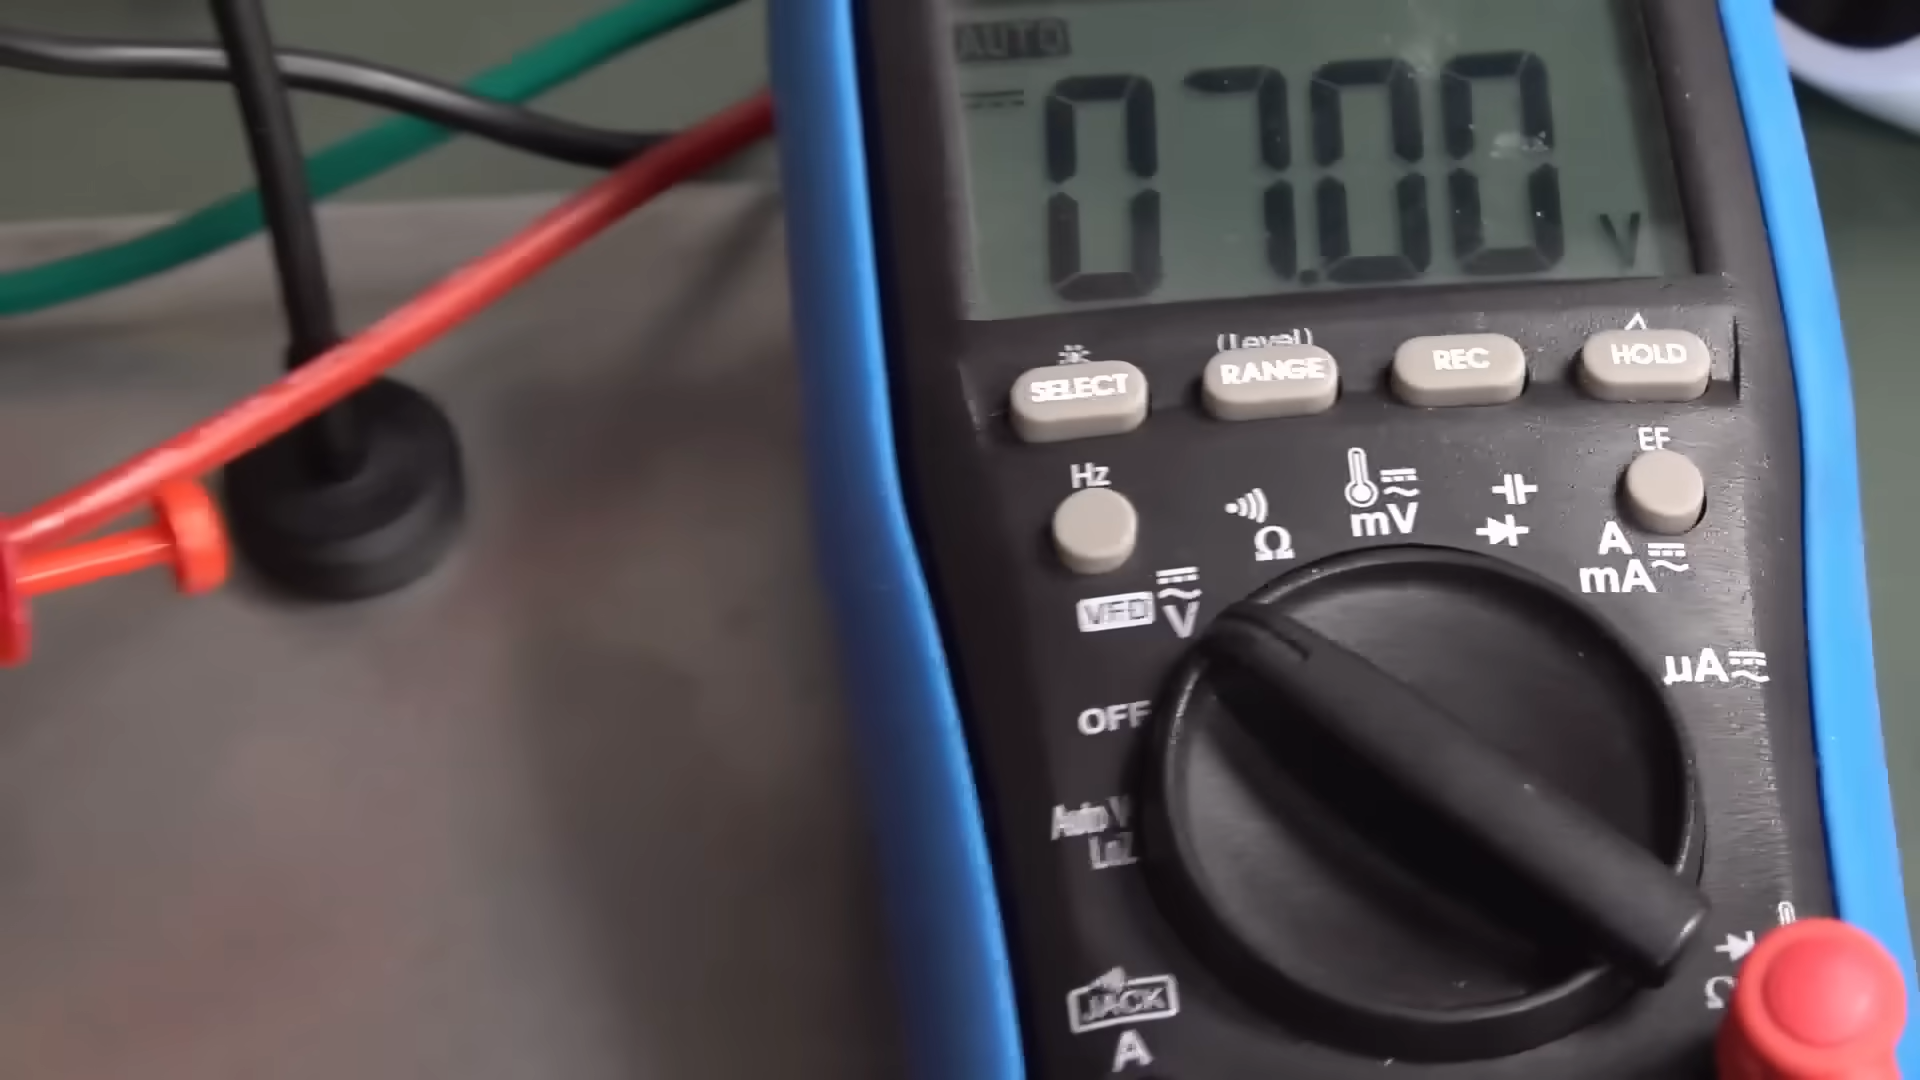 AUTO
07.00 V
(Level)
SELECT RANGE REC HOLD
Hz
EF
Ω
mV
A
mA
VFD V
µA
OFF
Auto V
LoZ
JACK
A
Ω